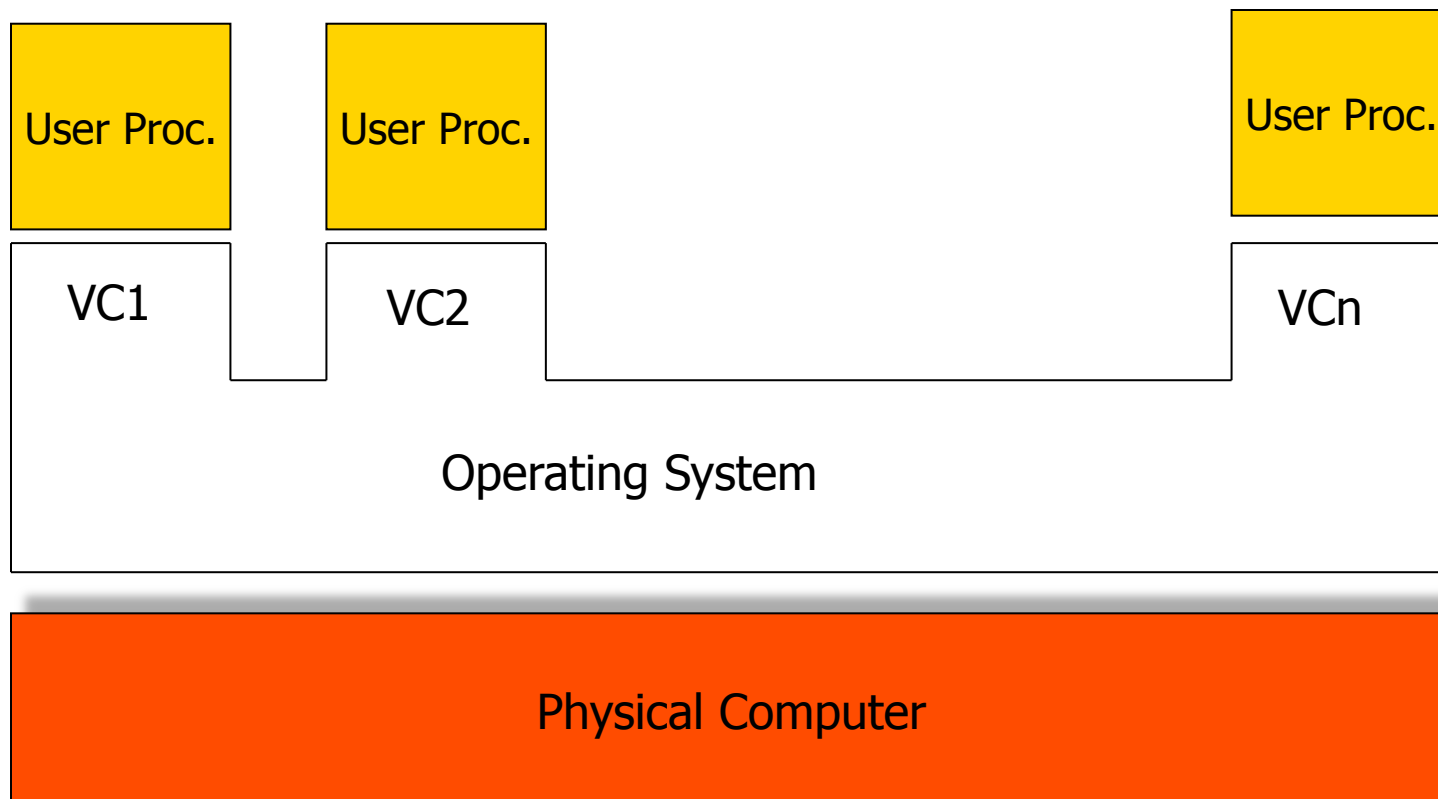 User Proc.
User Proc.
User Proc.
VC1
VC2
VCn
Operating System
Physical Computer